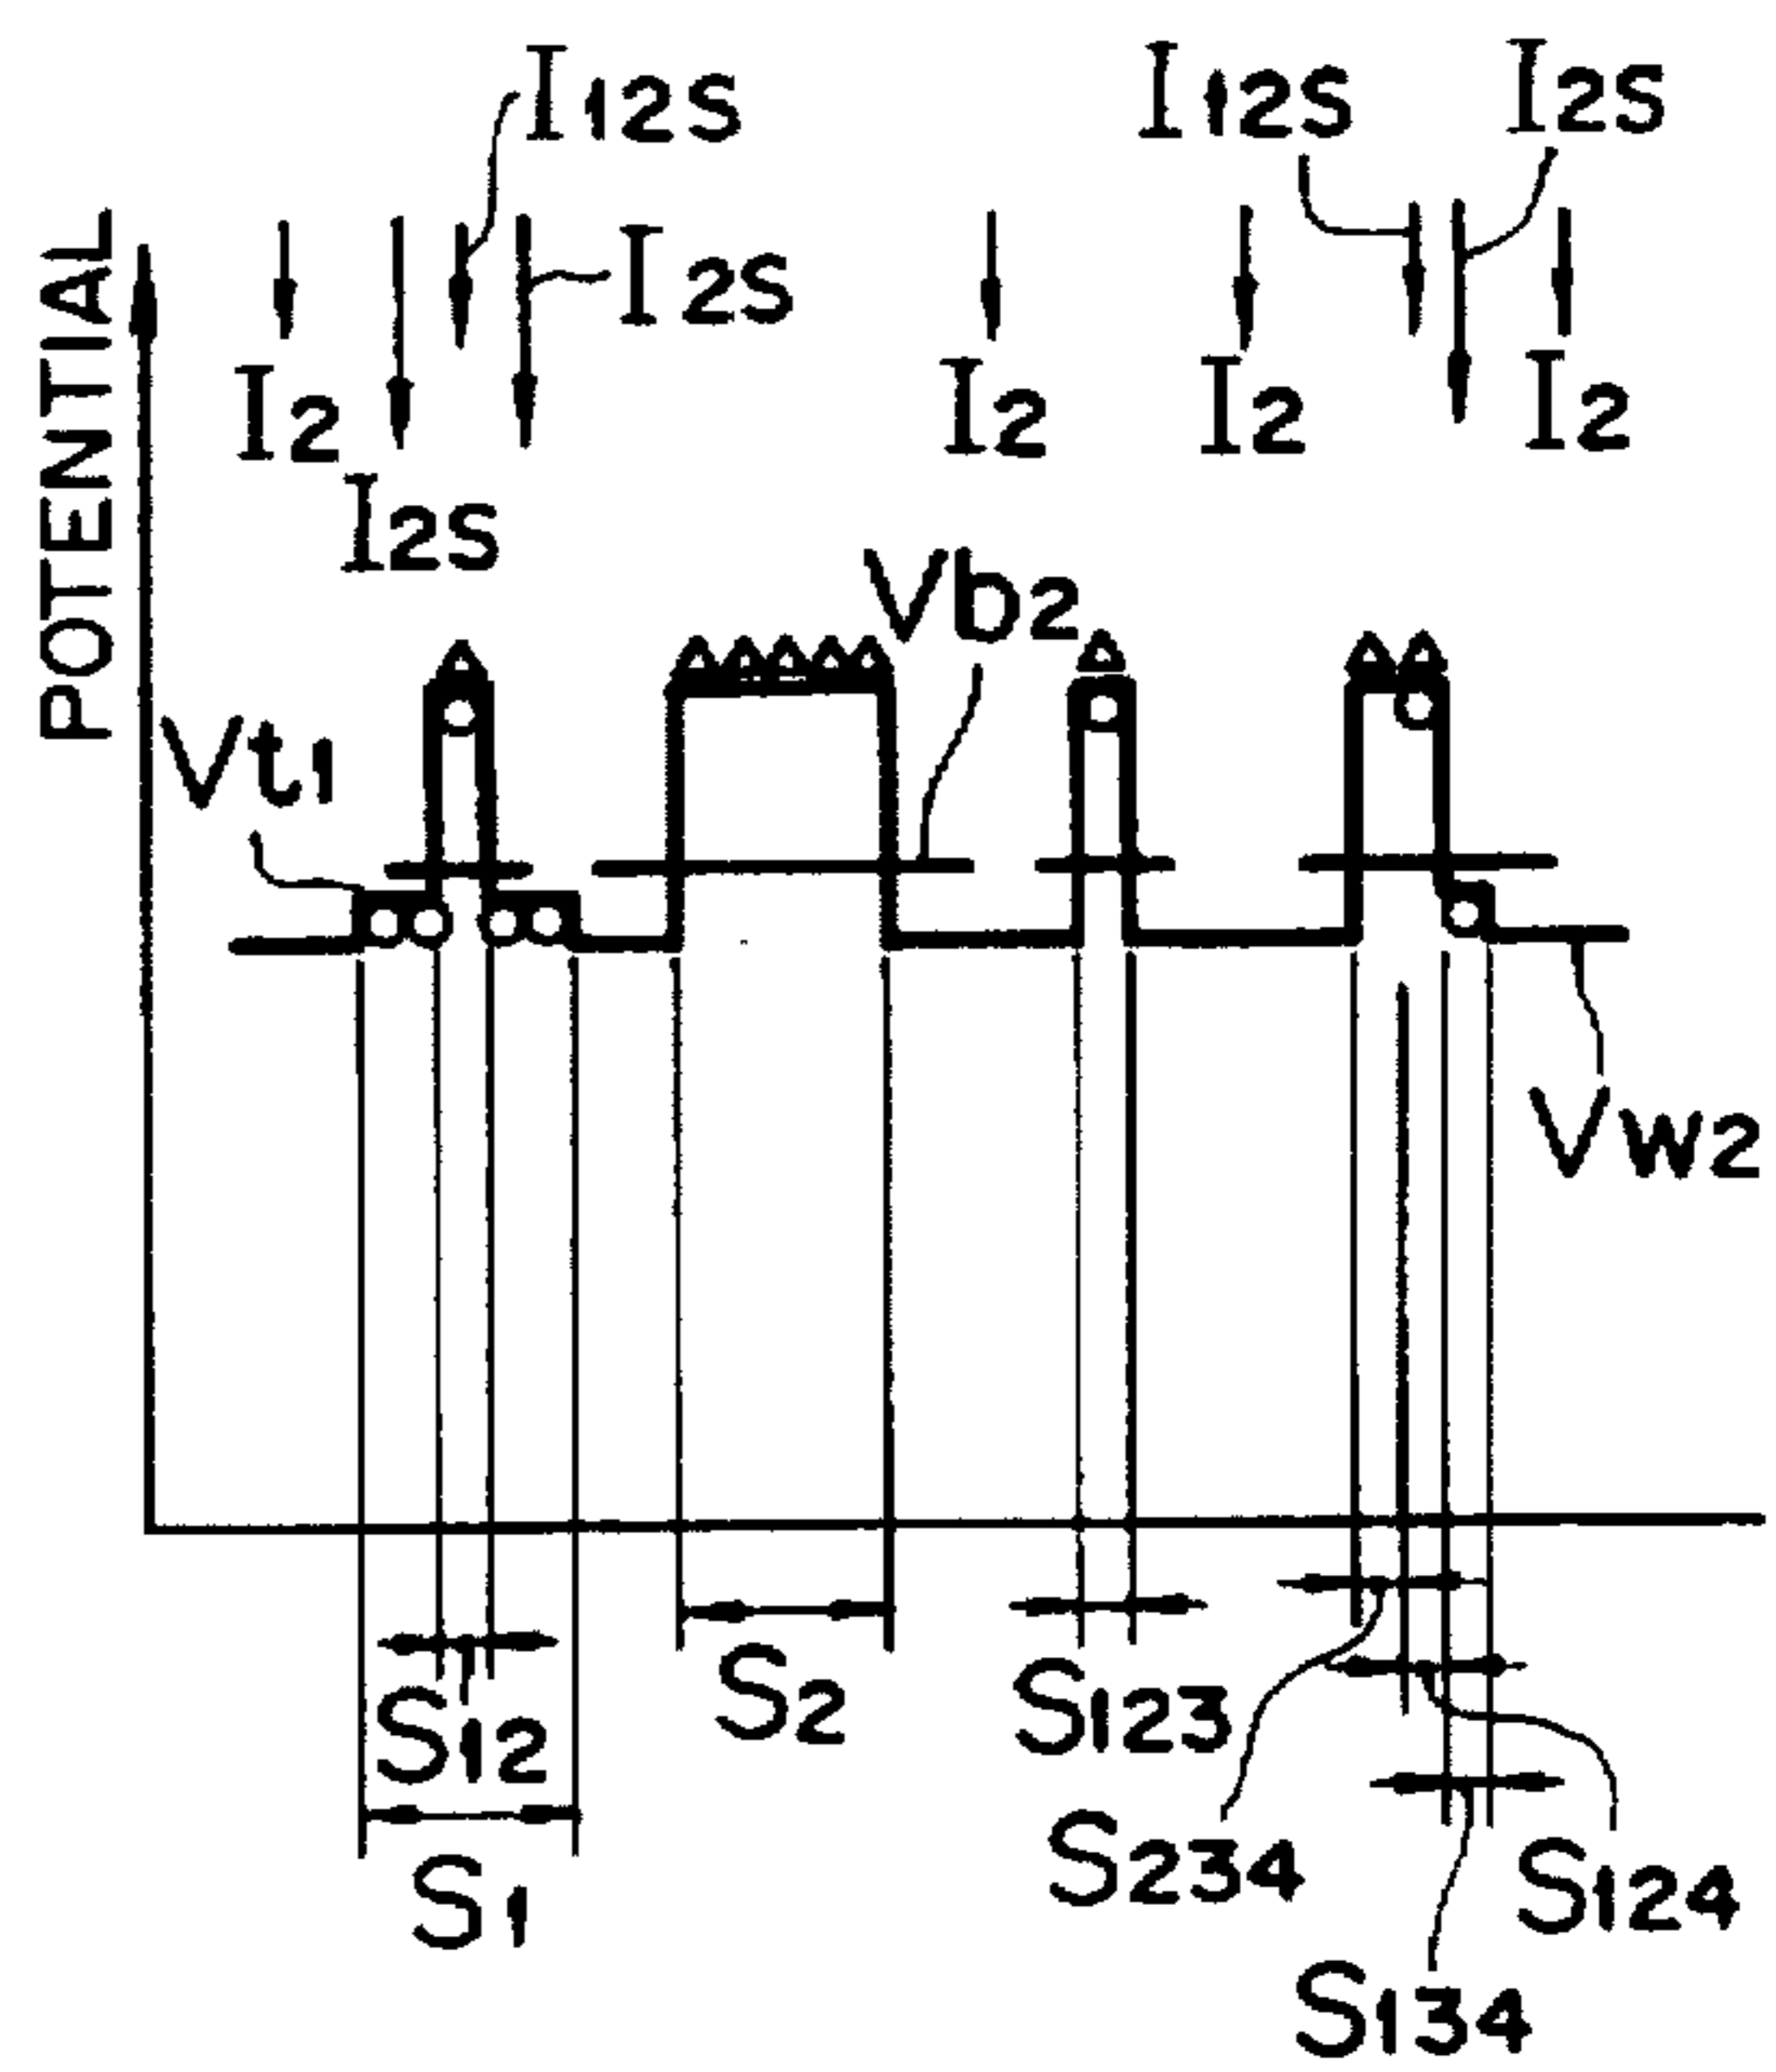 POTENTIAL
I12S
I12S
I2S
I2S
I2
I2
I2
I2
I2S
Vb2
Vt1
Vw2
S12
S2
S123
S1
S234
S124
S134